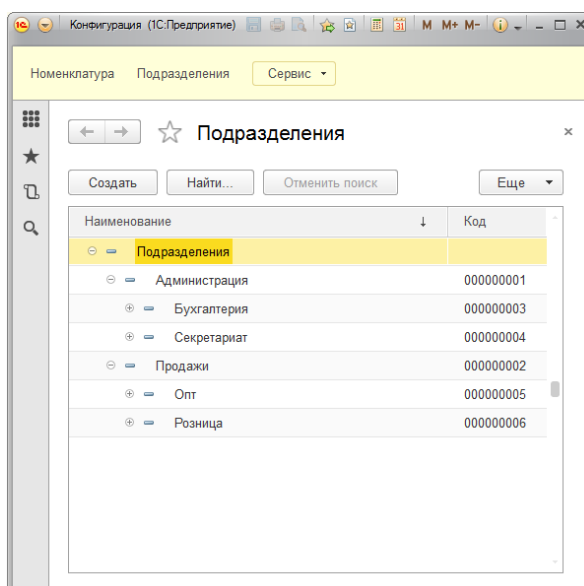 Конфигурация (1С:Предприятие) 31 M M+ M-
Номенклатура Подразделения Сервис
Подразделения
Создать Найти... Отменить поиск Еще
Наименование ↓ Код
Подразделения
Администрация 000000001
Бухгалтерия 000000003
Секретариат 000000004
Продажи 000000002
Опт 000000005
Розница 000000006